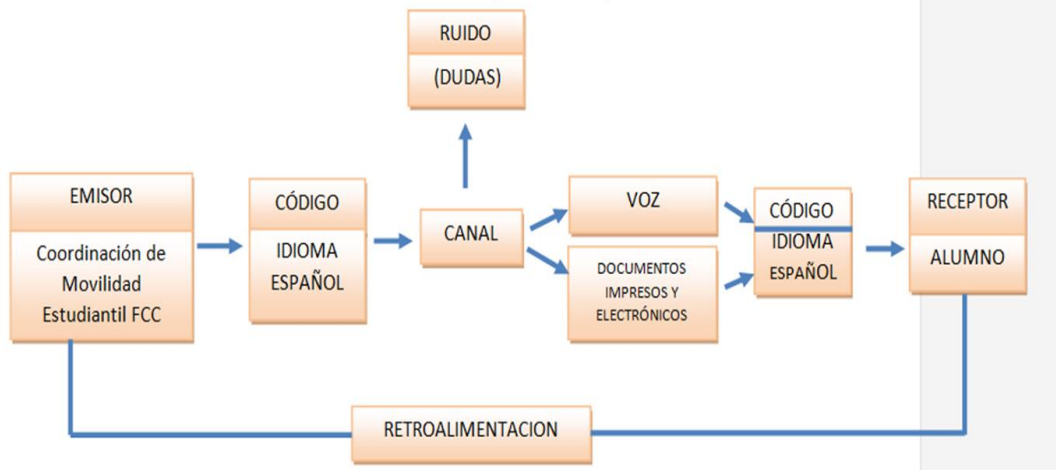 RUIDO
(DUDAS)
EMISOR
Coordinación de
Movilidad
Estudiantil FCC
CÓDIGO
IDIOMA
ESPAÑOL
CANAL
VOZ
DOCUMENTOS
IMPRESOS Y
ELECTRÓNICOS
CÓDIGO
IDIOMA
ESPAÑOL
RECEPTOR
ALUMNO
RETROALIMENTACION